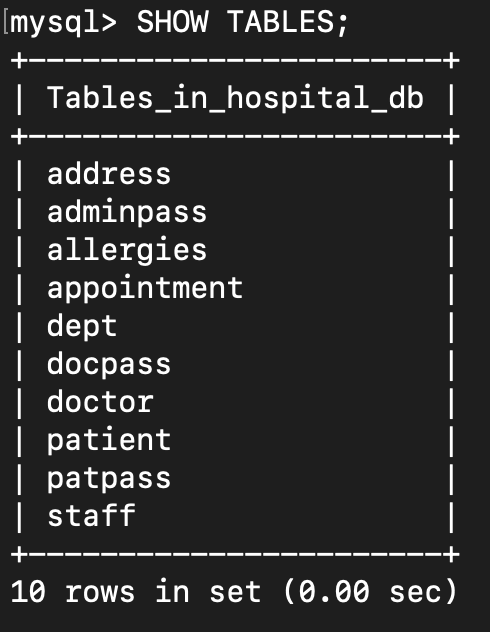 [mysql> SHOW TABLES;
+-----------------------+
| Tables_in_hospital_db |
+-----------------------+
| address               |
| adminpass             |
| allergies             |
| appointment           |
| dept                  |
| docpass               |
| doctor                |
| patient               |
| patpass               |
| staff                 |
+-----------------------+
10 rows in set (0.00 sec)